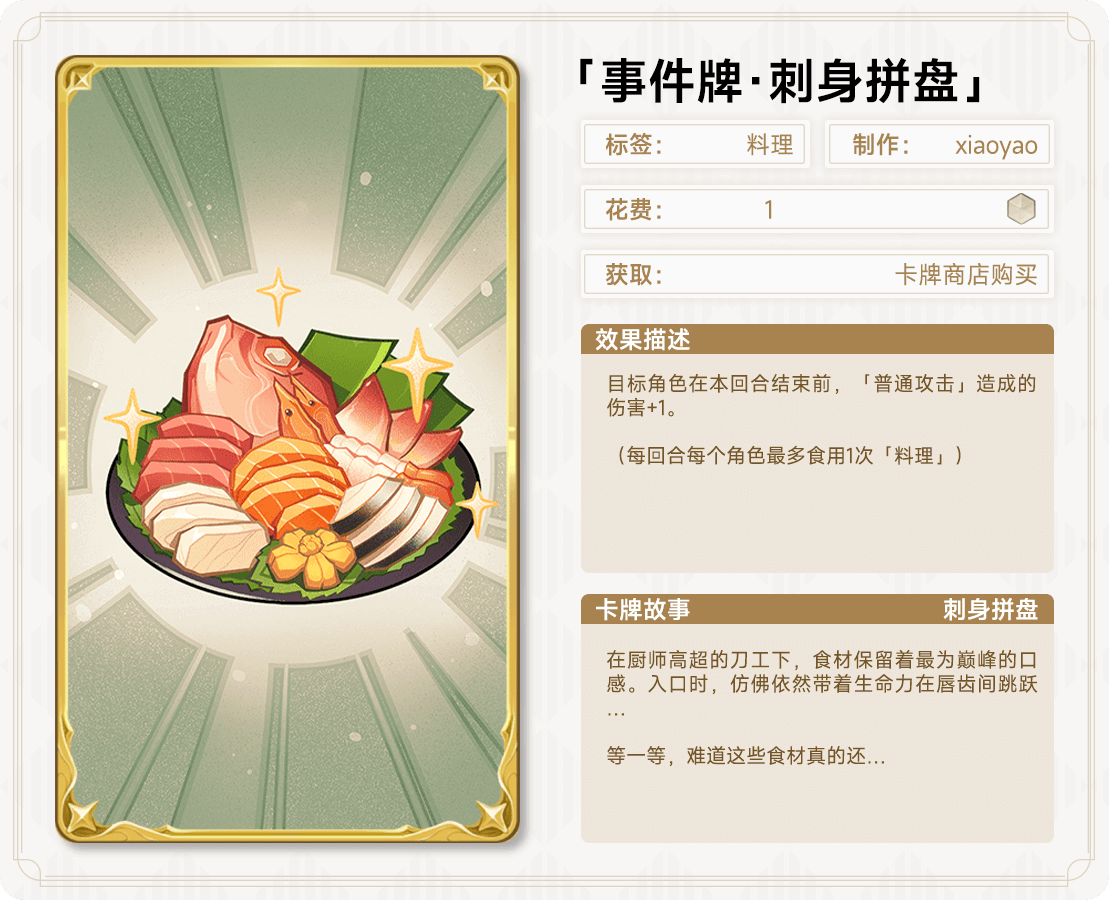 「事件牌·刺身拼盘」
标签： 料理
制作： xiaoyao
花费： 1
获取： 卡牌商店购买
效果描述
目标角色在本回合结束前，「普通攻击」造成的
伤害+1。
（每回合每个角色最多食用1次「料理」）
卡牌故事 刺身拼盘
在厨师高超的刀工下，食材保留着最为巅峰的口
感。入口时，仿佛依然带着生命力在唇齿间跳跃
…
等一等，难道这些食材真的还…